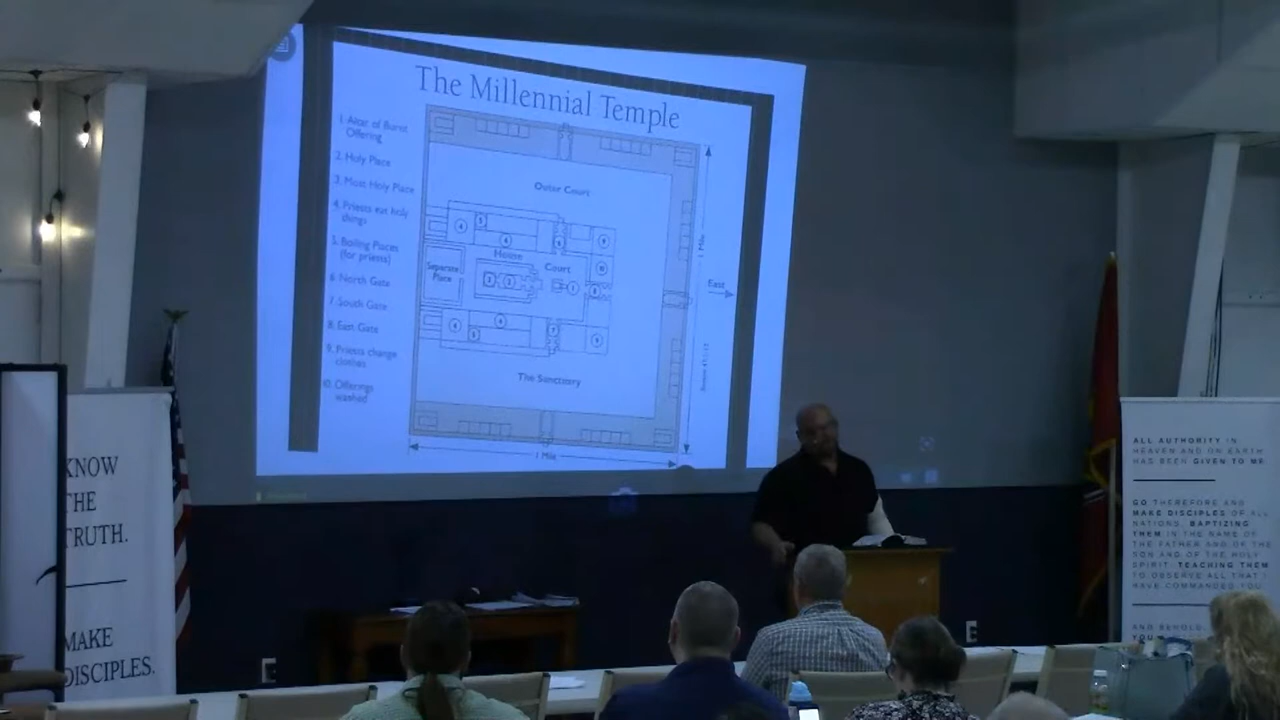 The Millennial Temple
1. Altar of Burnt
Offering
2. Holy Place
3. Most Holy Place
4. Priests eat holy
things
5. Boiling Places
(for priests)
6. North Gate
7. South Gate
8. East Gate
9. Priests change
clothes
10. Offerings
washed
Outer Court
House
Court
Separate
Place
The Sanctuary
1 Mile
East
1 Mile
KNOW
THE
TRUTH.
MAKE
DISCIPLES.
ALL AUTHORITY IN
HEAVEN AND ON EARTH
HAS BEEN GIVEN TO ME
GO THEREFORE AND
MAKE DISCIPLES OF ALL
NATIONS, BAPTIZING
THEM IN THE NAME OF
THE FATHER AND OF THE
SON AND OF THE HOLY
SPIRIT, TEACHING THEM
TO OBSERVE ALL THAT I
HAVE COMMANDED YOU
AND BEHOLD,